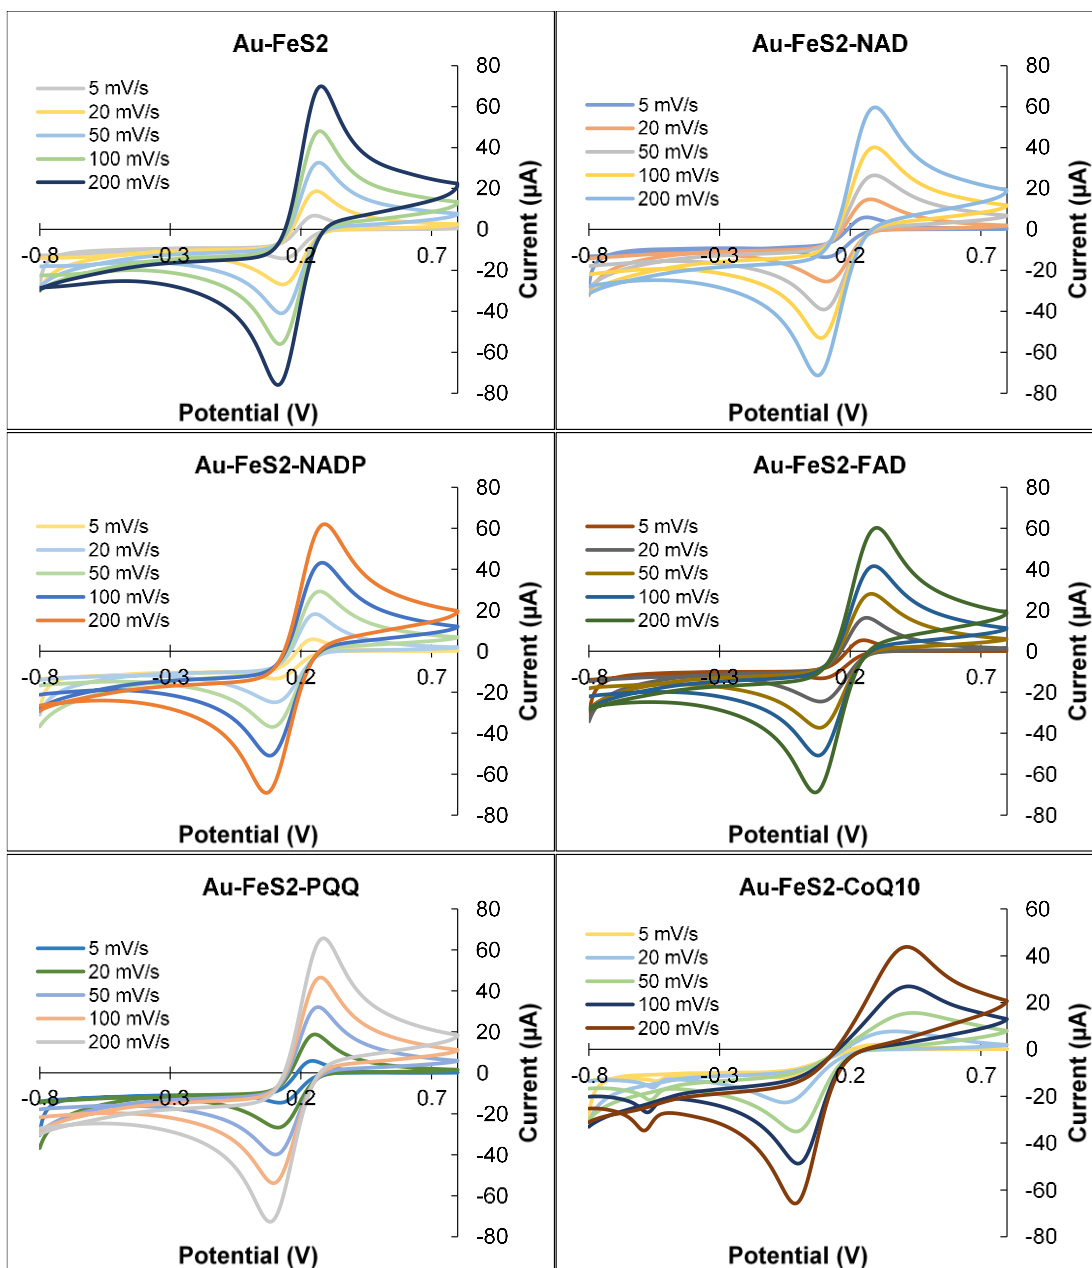 Au-FeS2
5 mV/s
20 mV/s
50 mV/s
100 mV/s
200 mV/s
80
60
40
20
0
-20
-40
-60
-80
-0.8
-0.3
0.2
0.7
Current (µA)
Potential (V)
Au-FeS2-NAD
5 mV/s
20 mV/s
50 mV/s
100 mV/s
200 mV/s
80
60
40
20
0
-20
-40
-60
-80
-0.8
-0.3
0.2
0.7
Current (µA)
Potential (V)
Au-FeS2-NADP
5 mV/s
20 mV/s
50 mV/s
100 mV/s
200 mV/s
80
60
40
20
0
-20
-40
-60
-80
-0.8
-0.3
0.2
0.7
Current (µA)
Potential (V)
Au-FeS2-FAD
5 mV/s
20 mV/s
50 mV/s
100 mV/s
200 mV/s
80
60
40
20
0
-20
-40
-60
-80
-0.8
-0.3
0.2
0.7
Current (µA)
Potential (V)
Au-FeS2-PQQ
5 mV/s
20 mV/s
50 mV/s
100 mV/s
200 mV/s
80
60
40
20
0
-20
-40
-60
-80
-0.8
-0.3
0.2
0.7
Current (µA)
Potential (V)
Au-FeS2-CoQ10
5 mV/s
20 mV/s
50 mV/s
100 mV/s
200 mV/s
60
40
20
0
-20
-40
-60
-80
-0.8
-0.3
0.2
0.7
Current (µA)
Potential (V)